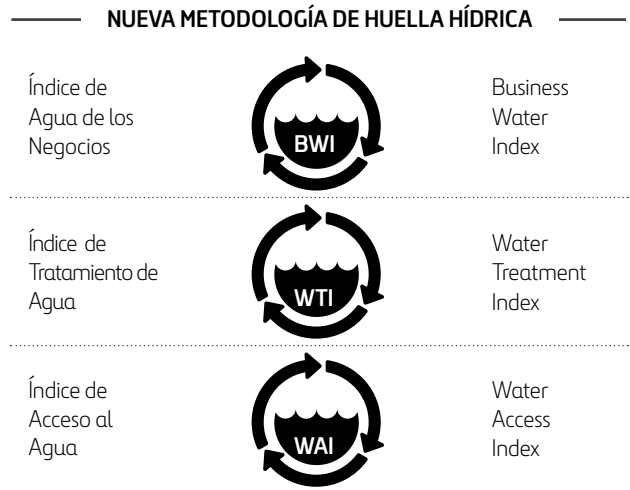 NUEVA METODOLOGÍA DE HUELLA HÍDRICA
Índice de
Agua de los
Negocios
BWI
Business
Water
Index
Índice de
Tratamiento de
Agua
WTI
Water
Treatment
Index
Índice de
Acceso al
Agua
WAI
Water
Access
Index